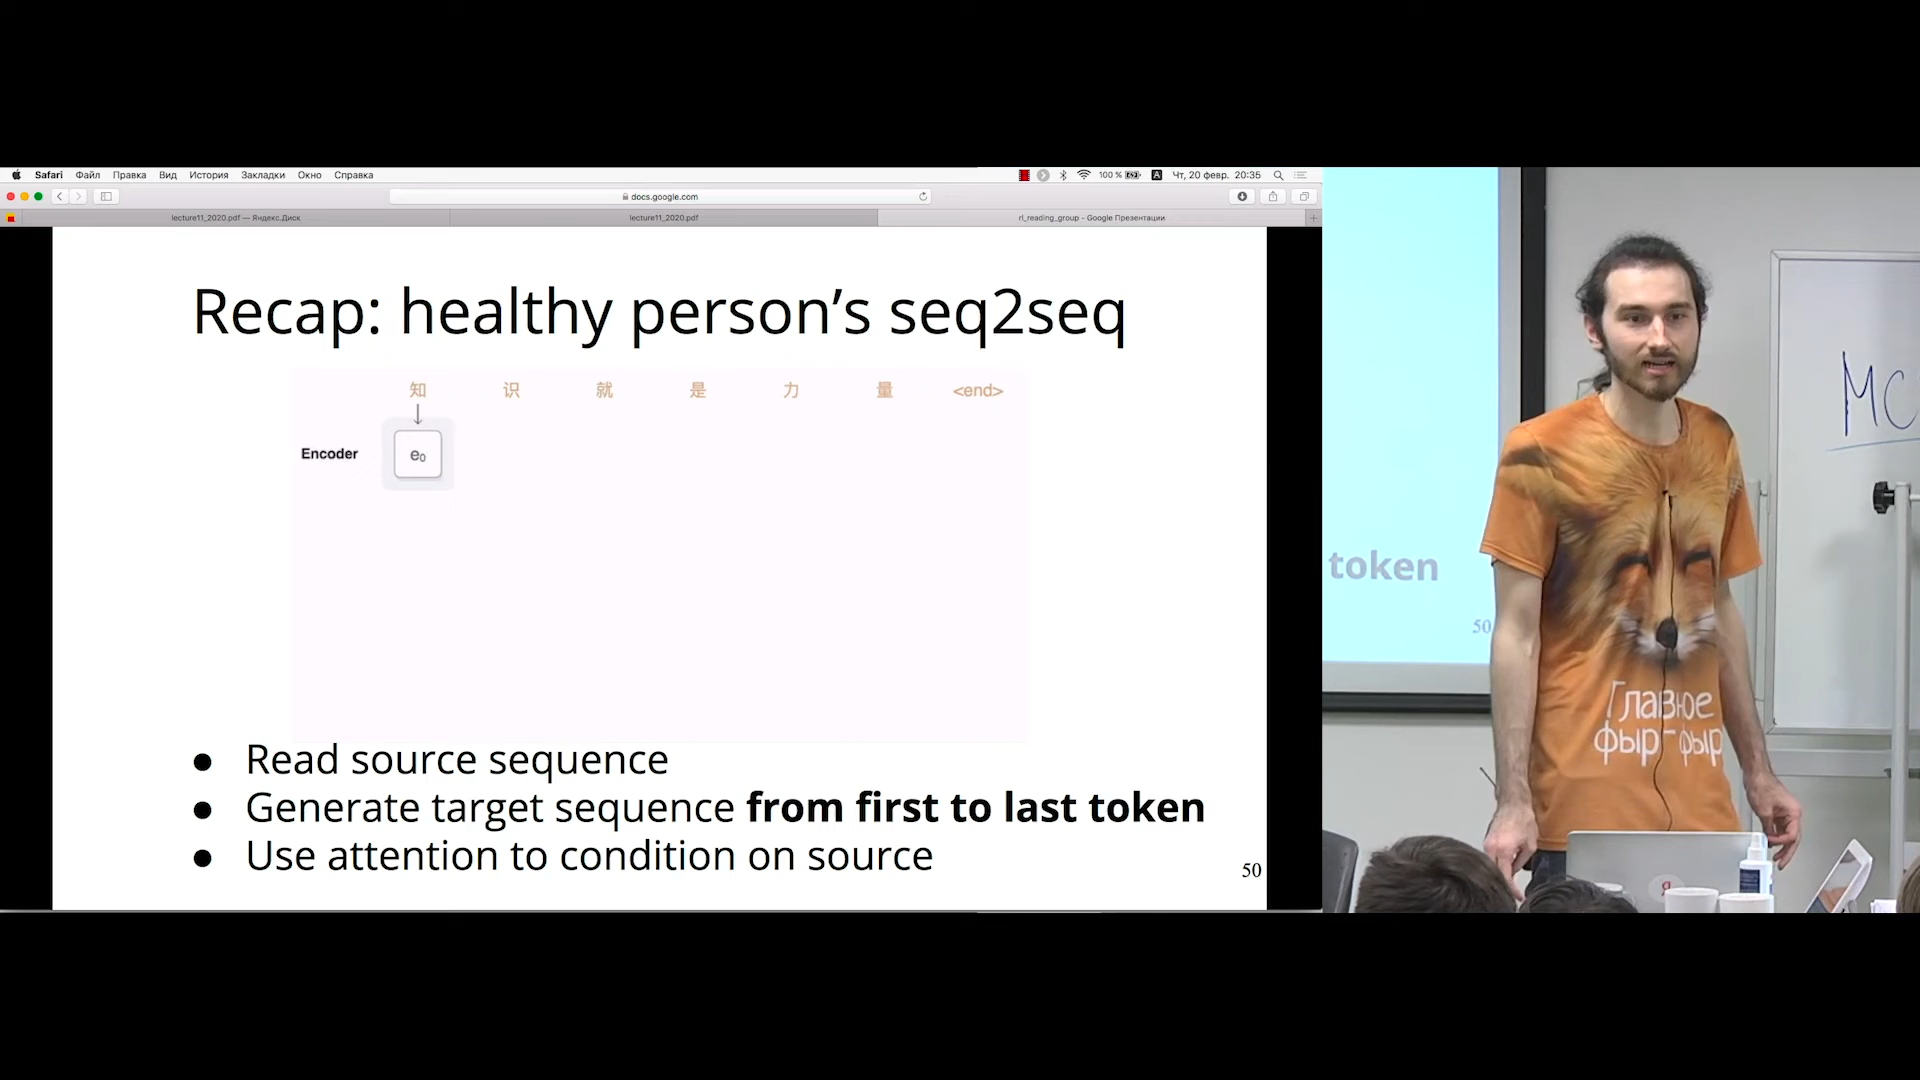 Safari Файл Правка Вид История Закладки Окно Справка
100 % A Чт, 20 февр. 20:35
docs.google.com
lecture11_2020.pdf — Яндекс.Диск
lecture11_2020.pdf
rl_reading_group - Google Презентации
Recap: healthy person’s seq2seq
知 识 就 是 力 量 <end>
Encoder
e₀
● Read source sequence
● Generate target sequence from first to last token
● Use attention to condition on source
50
token
50
Главное
фыр фыр
Я